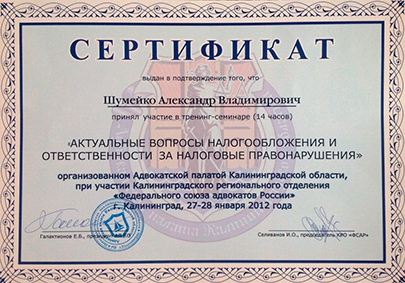 СЕРТИФИКАТ
выдан в подтверждение того, что
Шумейко Александр Владимирович
принял участие в тренинг-семинаре (14 часов)
«АКТУАЛЬНЫЕ ВОПРОСЫ НАЛОГООБЛОЖЕНИЯ И
ОТВЕТСТВЕННОСТИ ЗА НАЛОГОВЫЕ ПРАВОНАРУШЕНИЯ»
организованном Адвокатской палатой Калининградской области,
при участии Калининградского регионального отделения
«Федерального союза адвокатов России»
г. Калининград, 27-28 января 2012 года
Галактионов Е.В., президент
Селиванов И.О., председатель КРО «ФСАР»